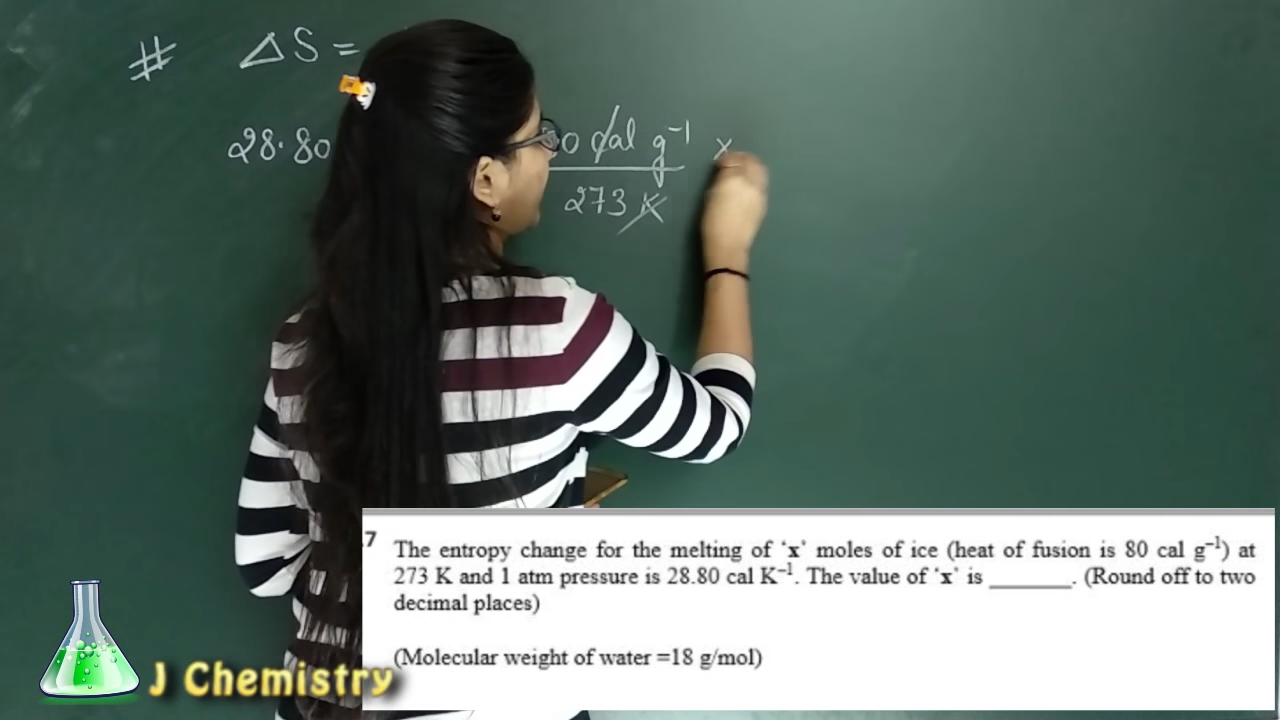 # ΔS =
28.80 0 cal g⁻¹ x
273 K
7 The entropy change for the melting of ‘x’ moles of ice (heat of fusion is 80 cal g⁻¹) at
273 K and 1 atm pressure is 28.80 cal K⁻¹. The value of ‘x’ is ________. (Round off to two
decimal places)
(Molecular weight of water =18 g/mol)
J Chemistry